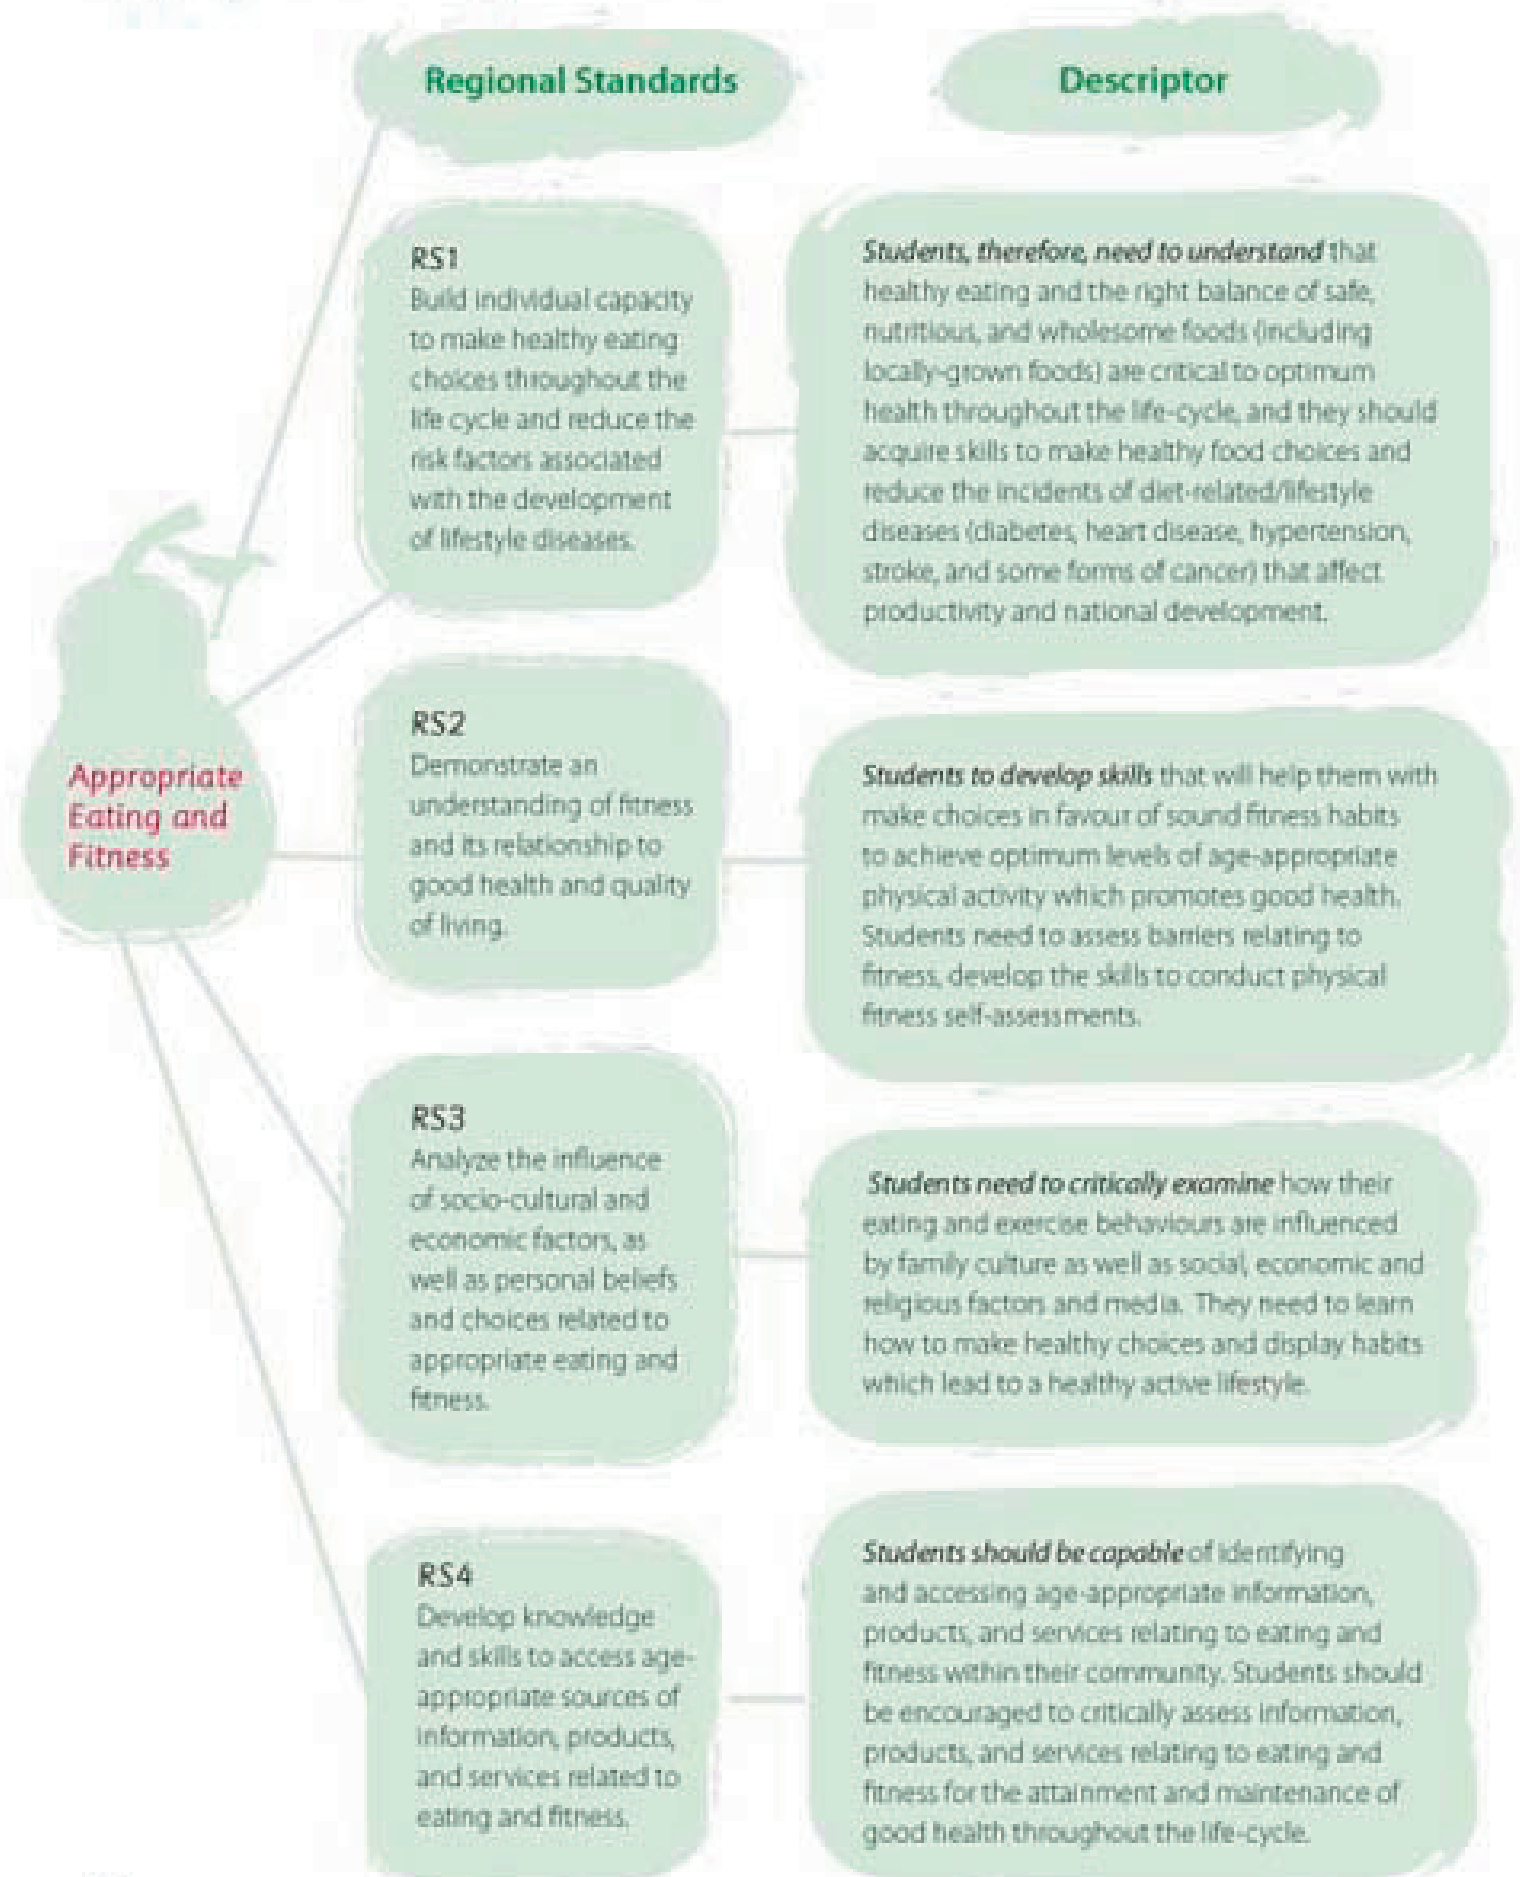 Regional Standards
Descriptor
Appropriate
Eating and
Fitness
RS1
Build individual capacity
to make healthy eating
choices throughout the
life cycle and reduce the
risk factors associated
with the development
of lifestyle diseases.
Students, therefore, need to understand that
healthy eating and the right balance of safe,
nutritious, and wholesome foods (including
locally-grown foods) are critical to optimum
health throughout the life-cycle, and they should
acquire skills to make healthy food choices and
reduce the incidents of diet-related/lifestyle
diseases (diabetes, heart disease, hypertension,
stroke, and some forms of cancer) that affect
productivity and national development.
RS2
Demonstrate an
understanding of fitness
and its relationship to
good health and quality
of living.
Students to develop skills that will help them with
make choices in favour of sound fitness habits
to achieve optimum levels of age-appropriate
physical activity which promotes good health.
Students need to assess barriers relating to
fitness, develop the skills to conduct physical
fitness self-assessments.
RS3
Analyze the influence
of socio-cultural and
economic factors, as
well as personal beliefs
and choices related to
appropriate eating and
fitness.
Students need to critically examine how their
eating and exercise behaviours are influenced
by family culture as well as social, economic and
religious factors and media. They need to learn
how to make healthy choices and display habits
which lead to a healthy active lifestyle.
RS4
Develop knowledge
and skills to access age-
appropriate sources of
information, products,
and services related to
eating and fitness.
Students should be capable of identifying
and accessing age-appropriate information,
products, and services relating to eating and
fitness within their community. Students should
be encouraged to critically assess information,
products, and services relating to eating and
fitness for the attainment and maintenance of
good health throughout the life-cycle.